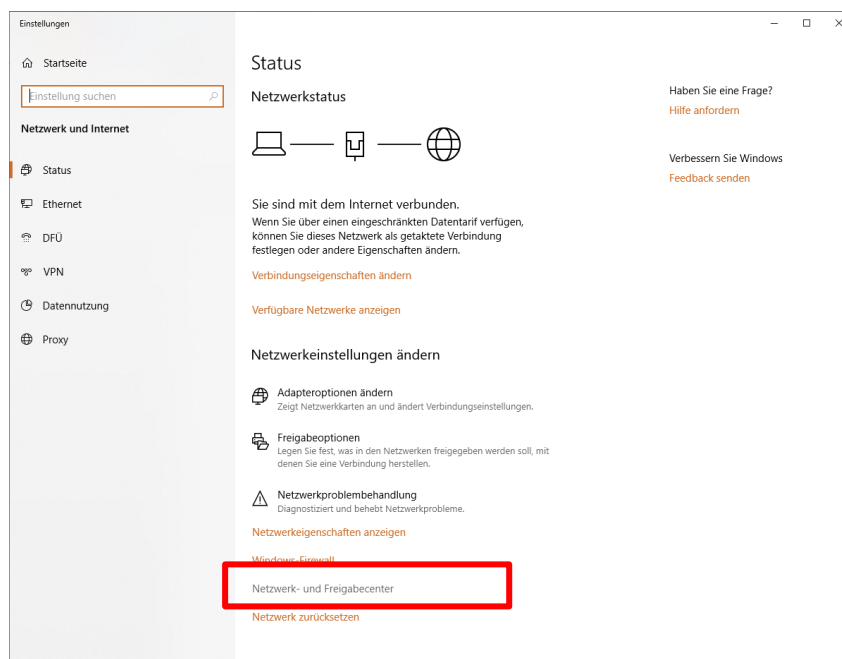 Einstellungen
Startseite
Einstellung suchen
Netzwerk und Internet
Status
Ethernet
DFÜ
VPN
Datennutzung
Proxy
Status
Netzwerkstatus
Sie sind mit dem Internet verbunden.
Wenn Sie über einen eingeschränkten Datentarif verfügen,
können Sie dieses Netzwerk als getaktete Verbindung
festlegen oder andere Eigenschaften ändern.
Verbindungseigenschaften ändern
Verfügbare Netzwerke anzeigen
Netzwerkeinstellungen ändern
Adapteroptionen ändern
Zeigt Netzwerkkarten an und ändert Verbindungseinstellungen.
Freigabeoptionen
Legen Sie fest, was in den Netzwerken freigegeben werden soll, mit
denen Sie eine Verbindung herstellen.
Netzwerkproblembehandlung
Diagnostiziert und behebt Netzwerkprobleme.
Netzwerkeigenschaften anzeigen
Windows-Firewall
Netzwerk- und Freigabecenter
Netzwerk zurücksetzen
Haben Sie eine Frage?
Hilfe anfordern
Verbessern Sie Windows
Feedback senden